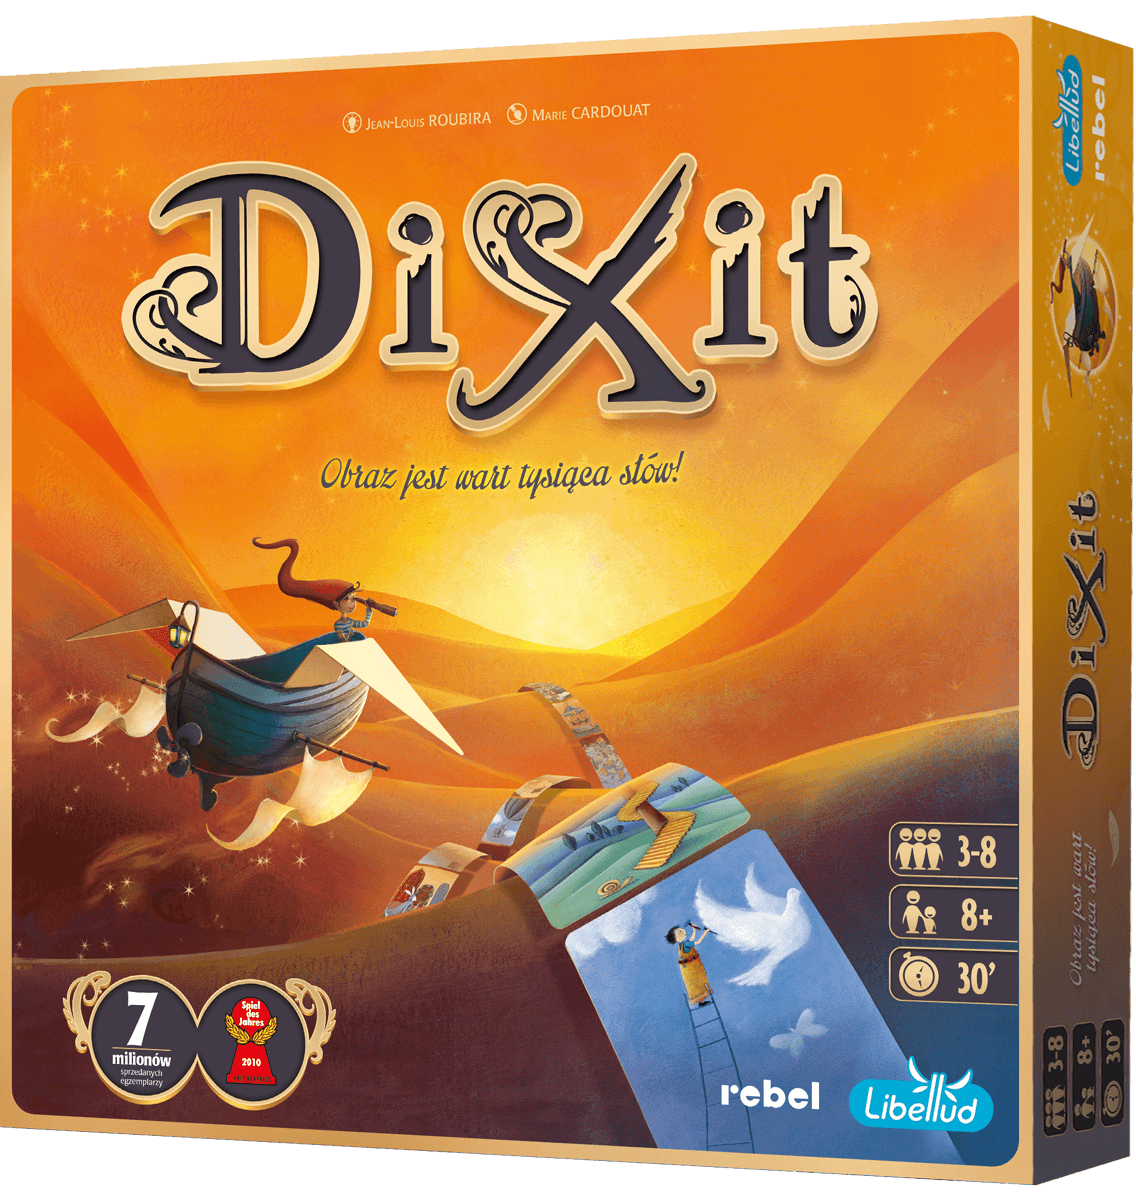 Jean-Louis ROUBIRA Marie CARDOUAT
Dixit
Obraz jest wart tysiąca słów!
3-8
8+
30'
7
milionów
sprzedanych
egzemplarzy
Spiel
des
Jahres
2010
rebel
Libellud
Libellud
rebel
Dixit
Obraz jest wart
tysiąca słów!
3-8
8+
30'